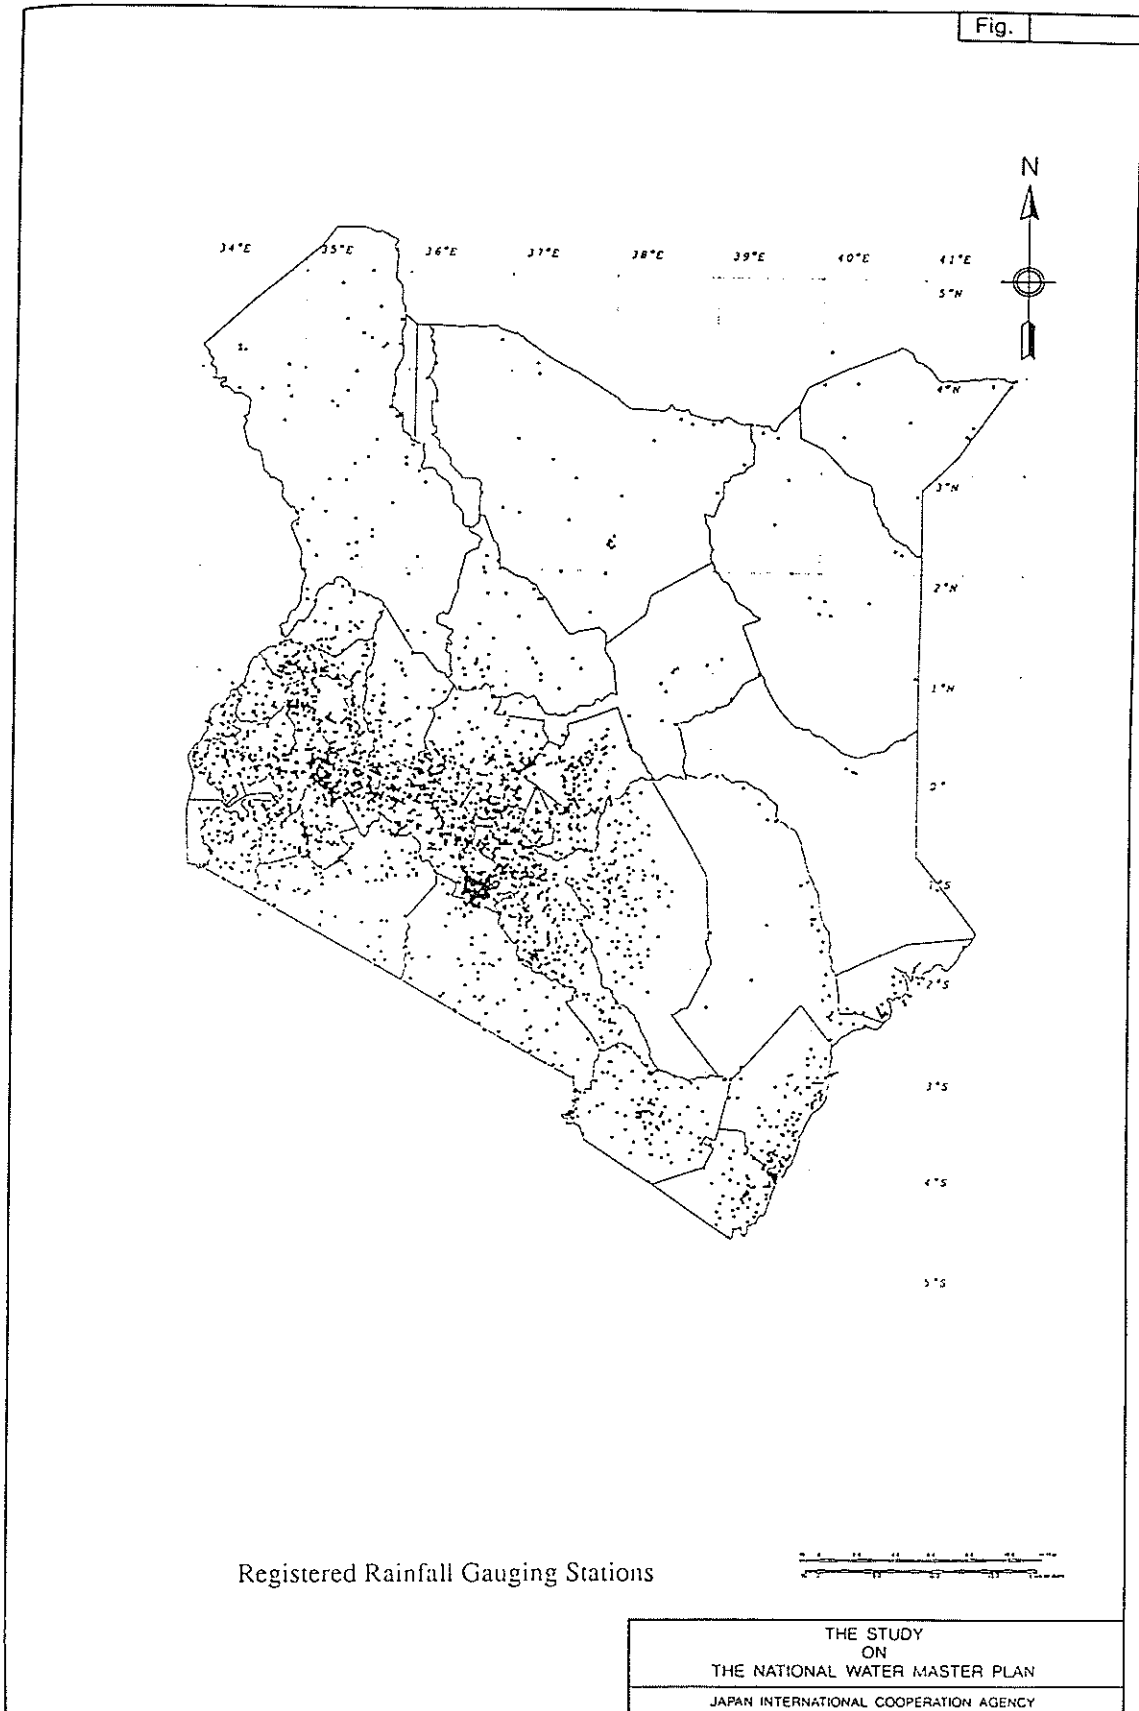 Fig.
N
34°E 35°E 36°E 37°E 38°E 39°E 40°E 41°E
5°N
4°N
3°N
2°N
1°N
0°
1°S
2°S
3°S
4°S
5°S
Registered Rainfall Gauging Stations
THE STUDY
ON
THE NATIONAL WATER MASTER PLAN
JAPAN INTERNATIONAL COOPERATION AGENCY